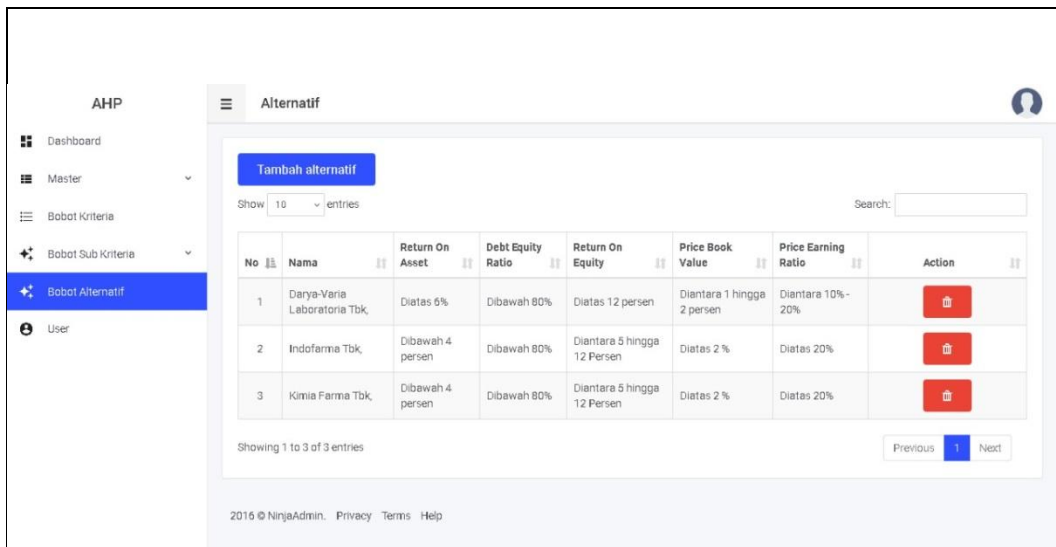 AHP
Alternatif
Dashboard
Master
Bobot Kriteria
Bobot Sub Kriteria
Bobot Alternatif
User
Tambah alternatif
Show 10 entries
Search:
No Nama Return On Asset Debt Equity Ratio Return On Equity Price Book Value Price Earning Ratio Action
1 Darya-Varia Laboratoria Tbk, Diatas 6% Dibawah 80% Diatas 12 persen Diantara 1 hingga 2 persen Diantara 10% - 20%
2 Indofarma Tbk, Dibawah 4 persen Dibawah 80% Diantara 5 hingga 12 Persen Diatas 2 % Diatas 20%
3 Kimia Farma Tbk, Dibawah 4 persen Dibawah 80% Diantara 5 hingga 12 Persen Diatas 2 % Diatas 20%
Showing 1 to 3 of 3 entries
Previous 1 Next
2016 © NinjaAdmin. Privacy Terms Help